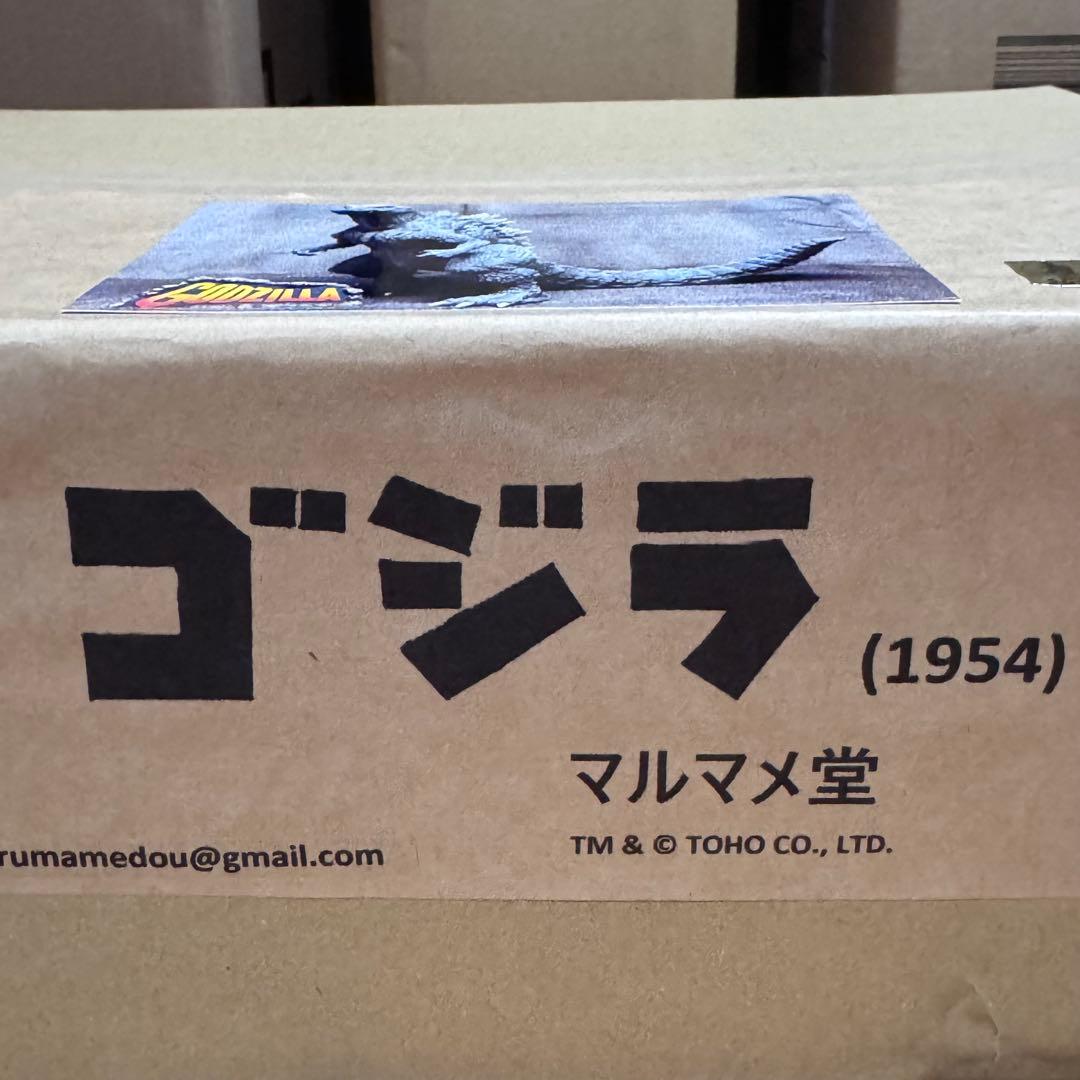 GODZILLA
ゴジラ (1954)
マルマメ堂
rumamedou@gmail.com
TM & © TOHO CO., LTD.